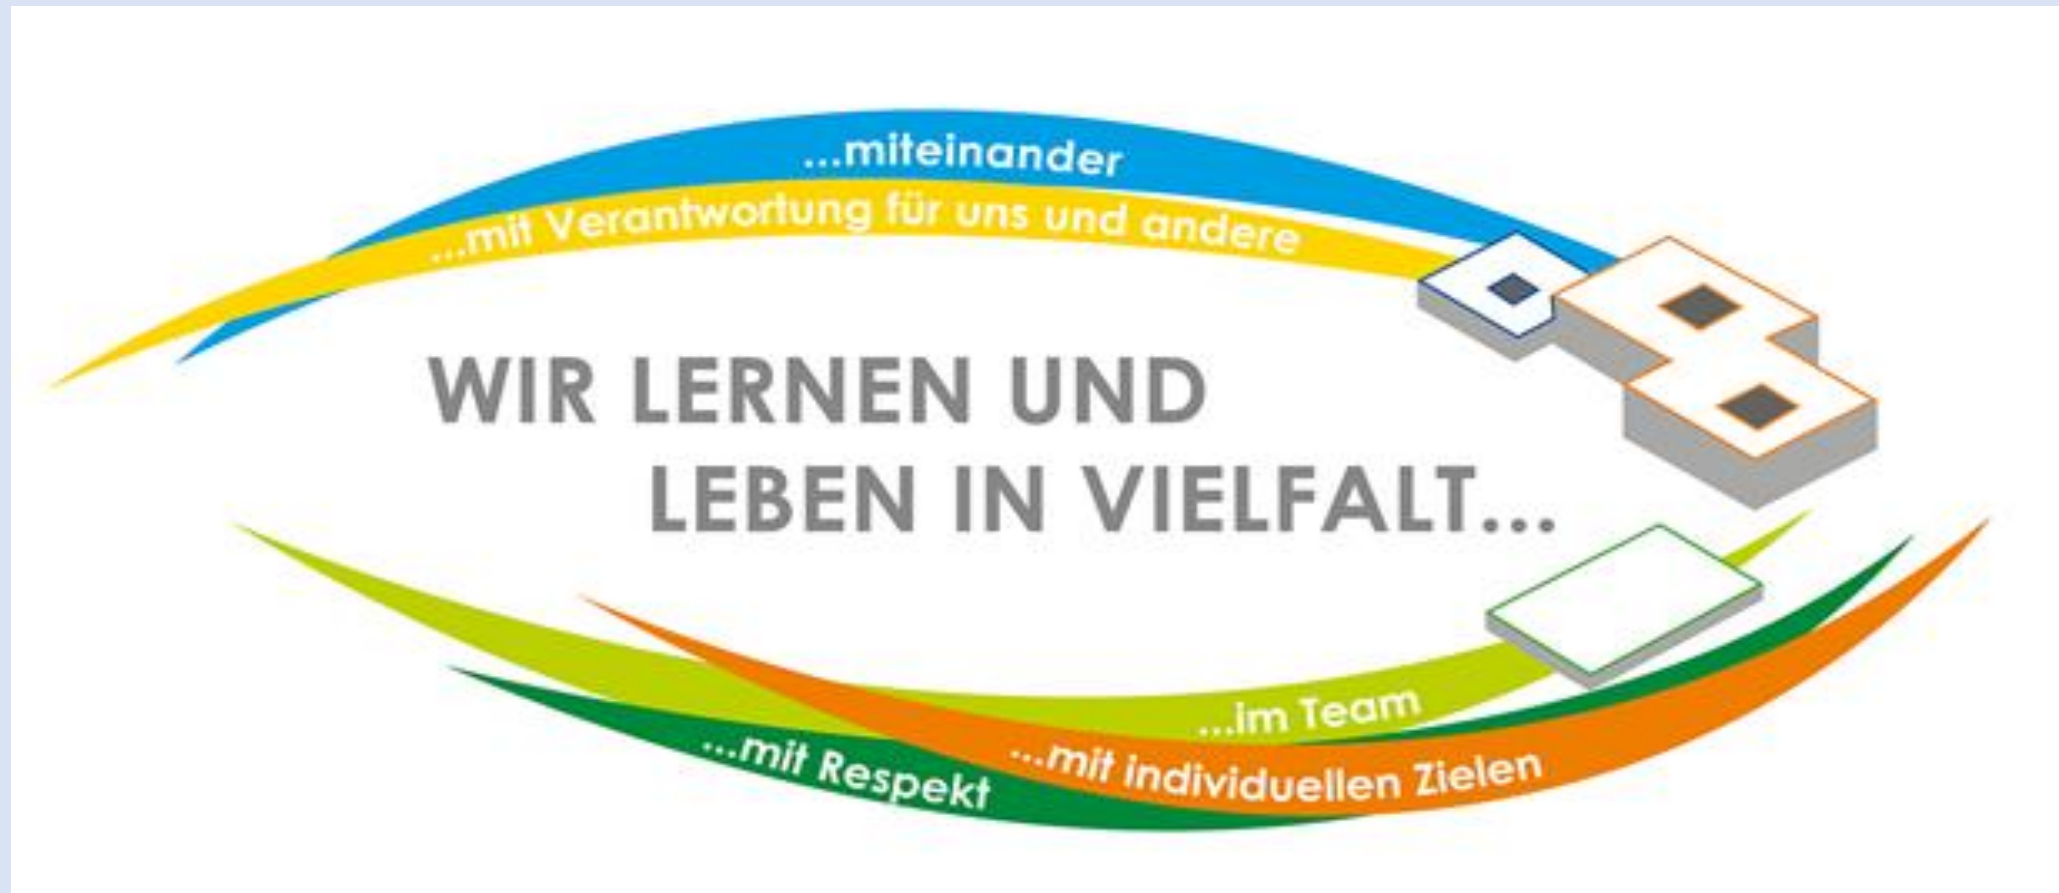 ...miteinander
...mit Verantwortung für uns und andere
WIR LERNEN UND
LEBEN IN VIELFALT...
...im Team
...mit Respekt
...mit individuellen Zielen